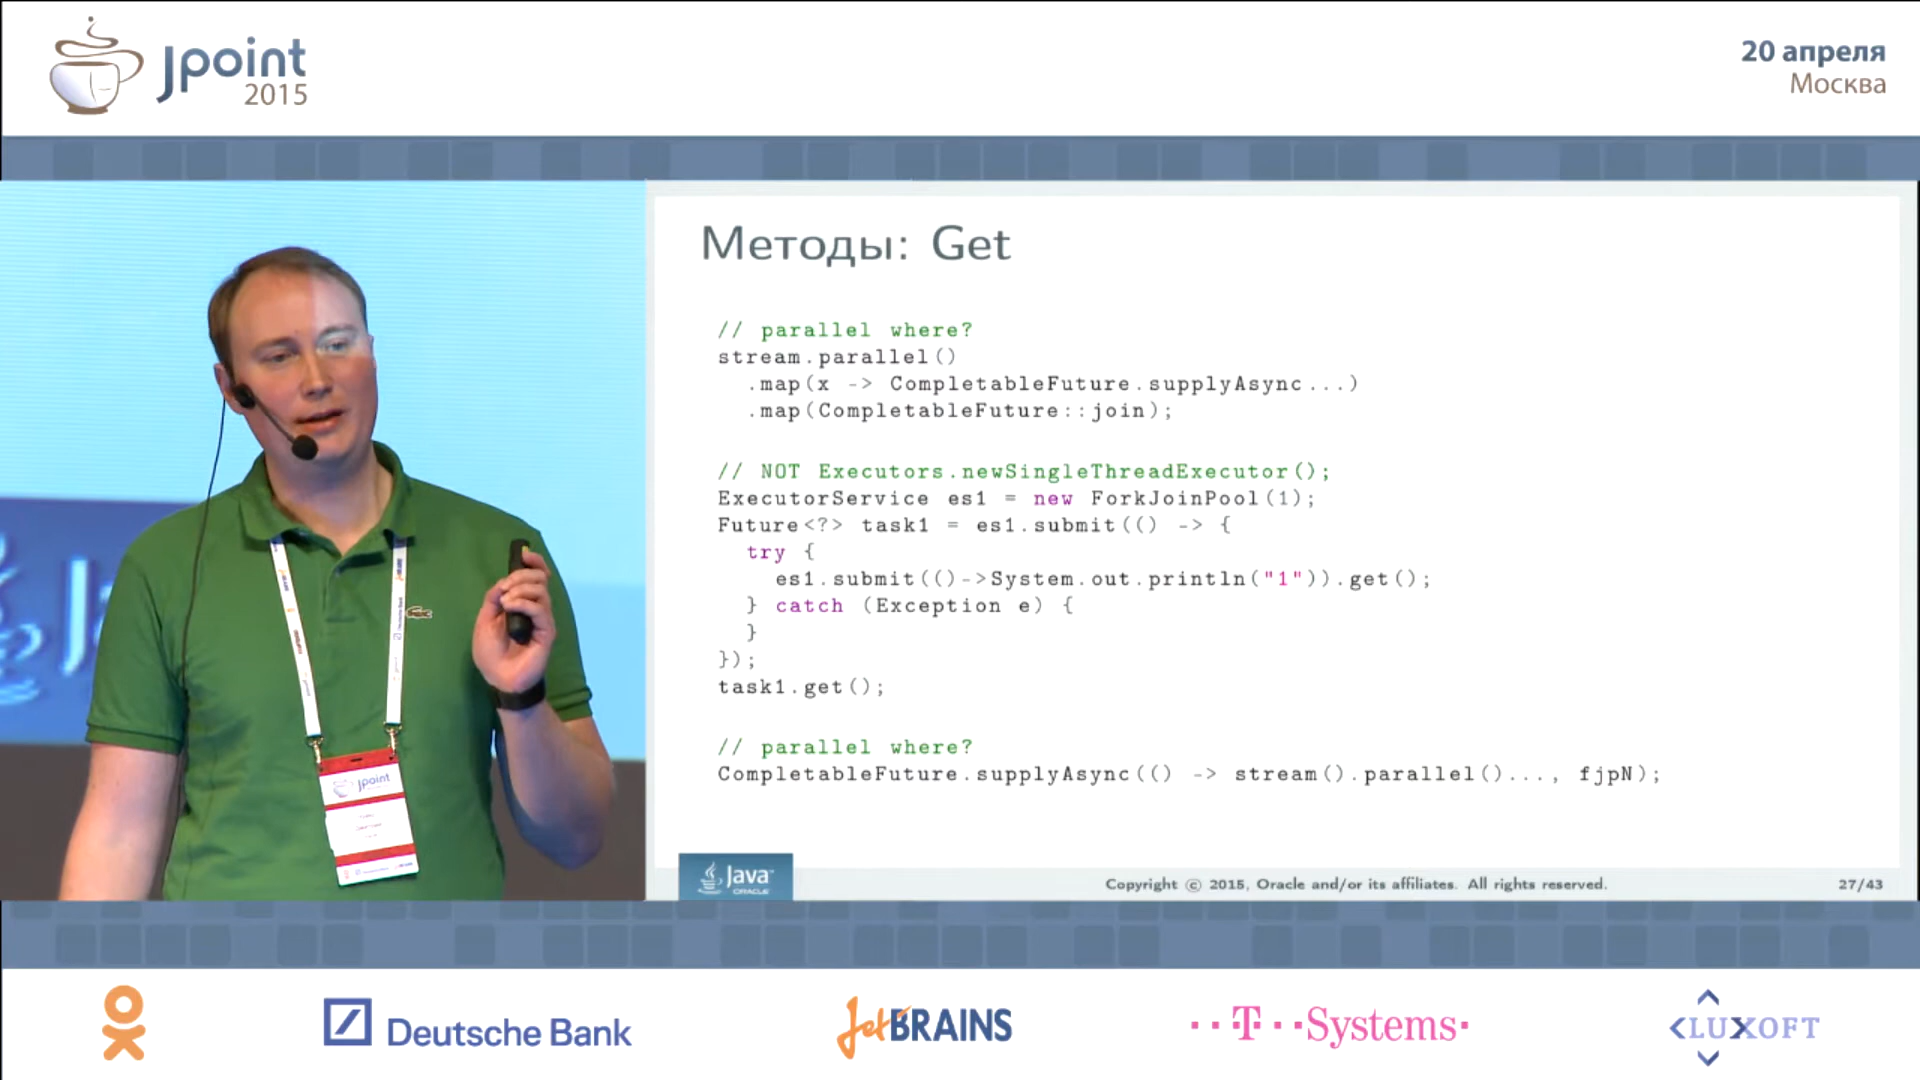 Jpoint
2015
20 апреля
Москва
Методы: Get
// parallel where?
stream.parallel()
.map(x -> CompletableFuture.supplyAsync...)
.map(CompletableFuture::join);
// NOT Executors.newSingleThreadExecutor();
ExecutorService es1 = new ForkJoinPool(1);
Future<?> task1 = es1.submit(() -> {
try {
es1.submit(()->System.out.println("1")).get();
} catch (Exception e) {
}
});
task1.get();
// parallel where?
CompletableFuture.supplyAsync(() -> stream().parallel()..., fjpN);
Jpoint
Java
ORACLE
Copyright © 2015, Oracle and/or its affiliates. All rights reserved.
27/43
Deutsche Bank
JetBRAINS
··T··Systems·
LUXOFT